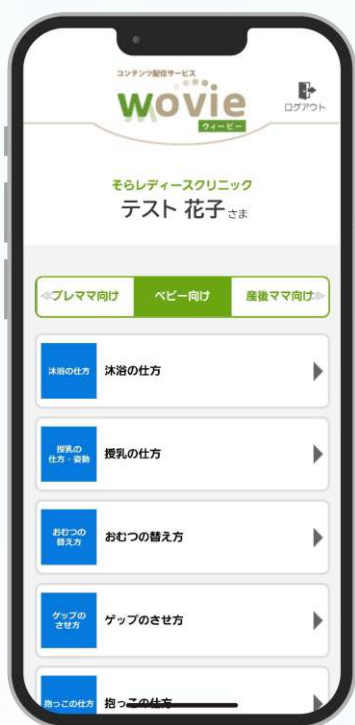 コンテンツ配信サービス
wovie
ウィービー
ログアウト
そらレディースクリニック
テスト 花子 さま
≪プレママ向け
ベビー向け
産後ママ向け≫
沐浴の仕方
沐浴の仕方
授乳の
仕方・姿勢
授乳の仕方
おむつの
替え方
おむつの替え方
ゲップの
させ方
ゲップのさせ方
抱っこの仕方
抱っこの仕方